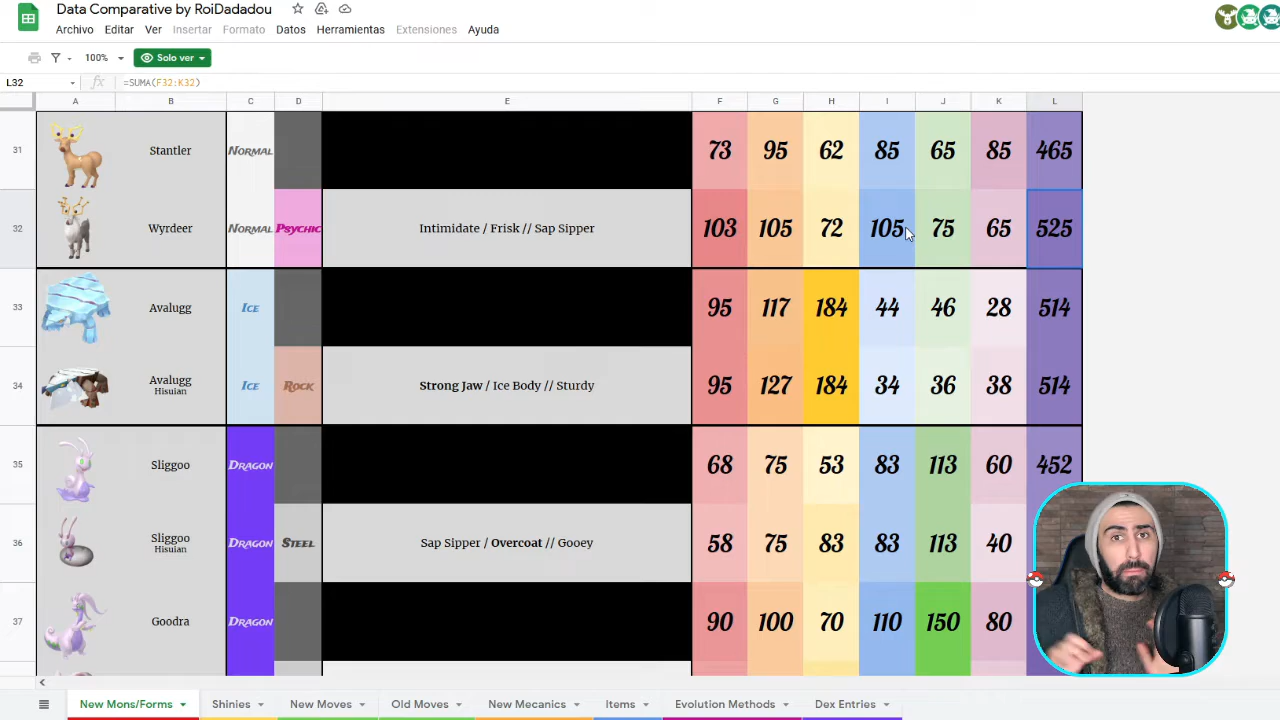 Data Comparative by RoiDadadou
Archivo Editar Ver Insertar Formato Datos Herramientas Extensiones Ayuda
100% Solo ver
L32 fx =SUMA(F32:K32)
A B C D E F G H I J K L
31 Stantler NORMAL 73 95 62 85 65 85 465
32 Wyrdeer NORMAL PSYCHIC Intimidate / Frisk // Sap Sipper 103 105 72 105 75 65 525
33 Avalugg ICE 95 117 184 44 46 28 514
34 Avalugg ICE ROCK Strong Jaw / Ice Body // Sturdy 95 127 184 34 36 38 514
Hisuian
35 Sliggoo DRAGON 68 75 53 83 113 60 452
36 Sliggoo DRAGON STEEL Sap Sipper / Overcoat // Gooey 58 75 83 83 113 40
Hisuian
37 Goodra DRAGON 90 100 70 110 150 80
New Mons/Forms Shinies New Moves Old Moves New Mecanics Items Evolution Methods Dex Entries